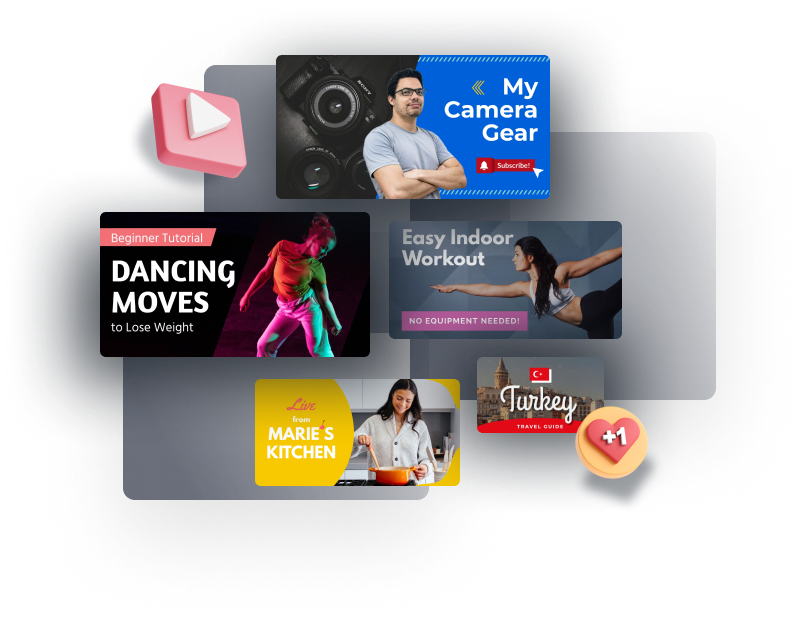 My
Camera
Gear
Subscribe!
SONY
Beginner Tutorial
DANCING
MOVES
to Lose Weight
Easy Indoor
Workout
NO EQUIPMENT NEEDED!
Live
from
MARIE'S
KITCHEN
Turkey
TRAVEL GUIDE
+1